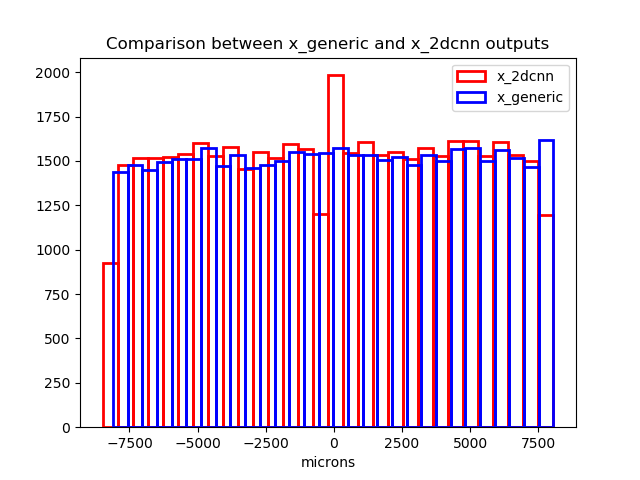 Comparison between x_generic and x_2dcnn outputs
x_2dcnn
x_generic
2000
1750
1500
1250
1000
750
500
250
0
−7500 −5000 −2500 0 2500 5000 7500
microns